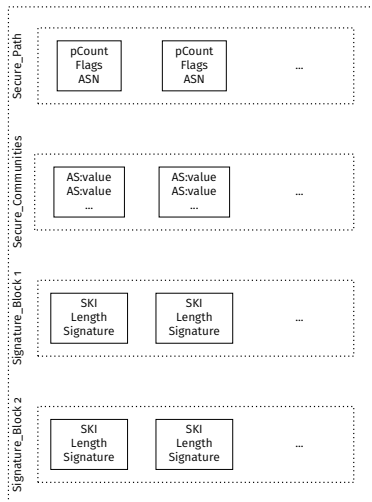 Secure_Path
pCount
Flags
ASN
pCount
Flags
ASN
...
Secure_Communities
AS:value
AS:value
...
AS:value
AS:value
...
...
Signature_Block 1
SKI
Length
Signature
SKI
Length
Signature
...
Signature_Block 2
SKI
Length
Signature
SKI
Length
Signature
...